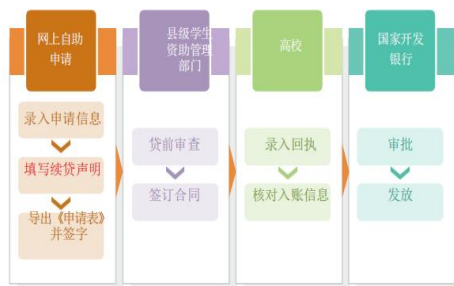 网上自助
申请
录入申请信息
填写续贷声明
导出《申请表》
并签字
县级学生
资助管理
部门
贷前审查
签订合同
高校
录入回执
核对入账信息
国家开发
银行
审批
发放